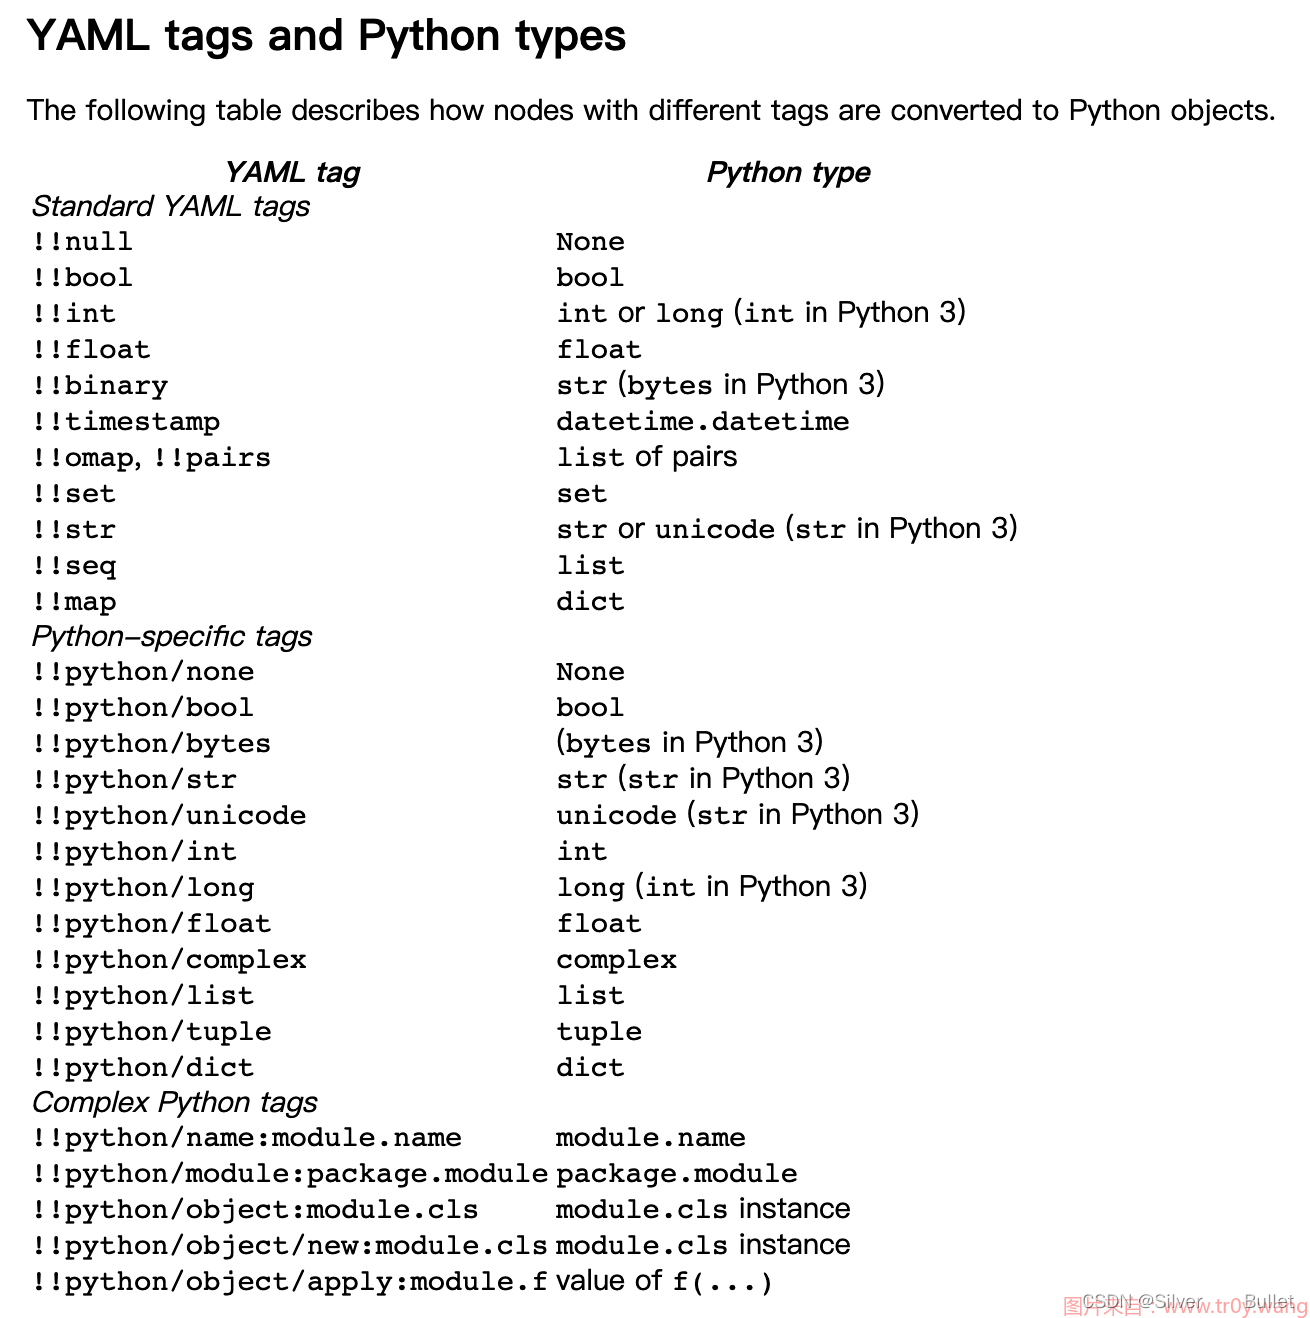 YAML tags and Python types
The following table describes how nodes with different tags are converted to Python objects.
YAML tag Python type
Standard YAML tags
!!null None
!!bool bool
!!int int or long (int in Python 3)
!!float float
!!binary str (bytes in Python 3)
!!timestamp datetime.datetime
!!omap, !!pairs list of pairs
!!set set
!!str str or unicode (str in Python 3)
!!seq list
!!map dict
Python-specific tags
!!python/none None
!!python/bool bool
!!python/bytes (bytes in Python 3)
!!python/str str (str in Python 3)
!!python/unicode unicode (str in Python 3)
!!python/int int
!!python/long long (int in Python 3)
!!python/float float
!!python/complex complex
!!python/list list
!!python/tuple tuple
!!python/dict dict
Complex Python tags
!!python/name:module.name module.name
!!python/module:package.module package.module
!!python/object:module.cls module.cls instance
!!python/object/new:module.cls module.cls instance
!!python/object/apply:module.f value of f(...)
CSDN @Silver Bullet
图片来自：www.tr0y.wang